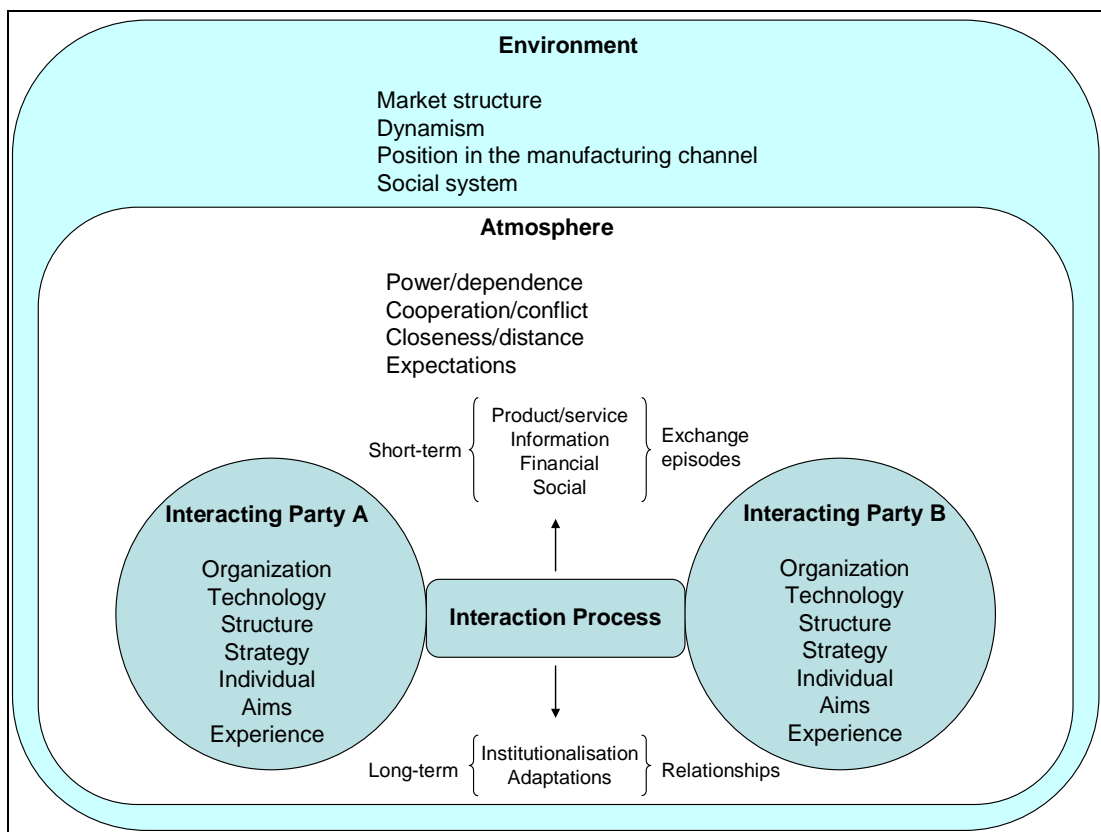 Environment
Market structure
Dynamism
Position in the manufacturing channel
Social system
Atmosphere
Power/dependence
Cooperation/conflict
Closeness/distance
Expectations
Short-term
Product/service
Information
Financial
Social
Exchange
episodes
Interacting Party A
Organization
Technology
Structure
Strategy
Individual
Aims
Experience
Interaction Process
Interacting Party B
Organization
Technology
Structure
Strategy
Individual
Aims
Experience
Long-term
Institutionalisation
Adaptations
Relationships